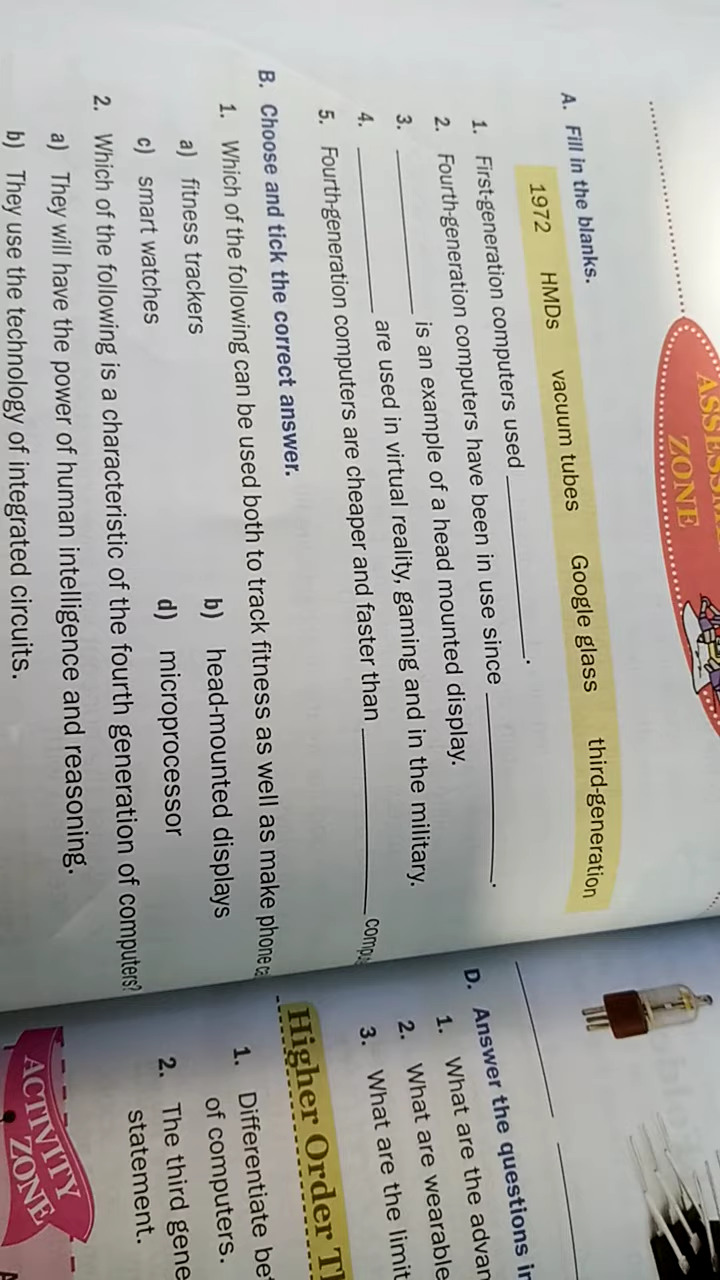 ZONE
A. Fill in the blanks.
1972 HMDs vacuum tubes Google glass third-generation
1. First-generation computers used ____________.
2. Fourth-generation computers have been in use since ____________.
3. ____________ is an example of a head mounted display.
4. ____________ are used in virtual reality, gaming and in the military.
5. Fourth-generation computers are cheaper and faster than ____________
B. Choose and tick the correct answer.
1. Which of the following can be used both to track fitness as well as make phone
a) fitness trackers b) head-mounted displays
c) smart watches d) microprocessor
2. Which of the following is a characteristic of the fourth generation of computers?
a) They will have the power of human intelligence and reasoning.
b) They use the technology of integrated circuits.
D. Answer the questions
1. What are the
2. What are wearable
3. What are the
Higher Order
1. Differentiate
of computers.
2. The third
statement.
ACTIVITY
ZONE